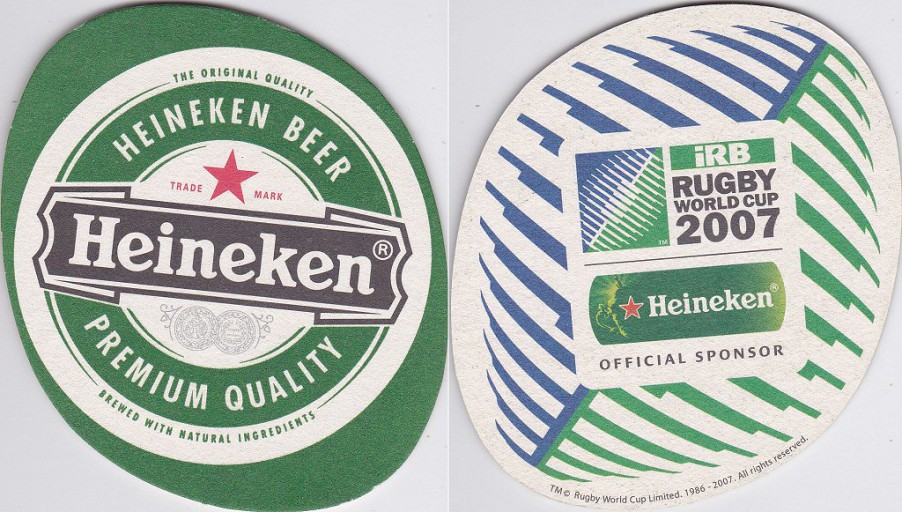 THE ORIGINAL QUALITY
HEINEKEN BEER
TRADE MARK
Heineken®
PREMIUM QUALITY
BREWED WITH NATURAL INGREDIENTS
iRB
RUGBY
WORLD CUP
2007
TM
Heineken®
OFFICIAL SPONSOR
TM © Rugby World Cup Limited. 1986 - 2007. All rights reserved.